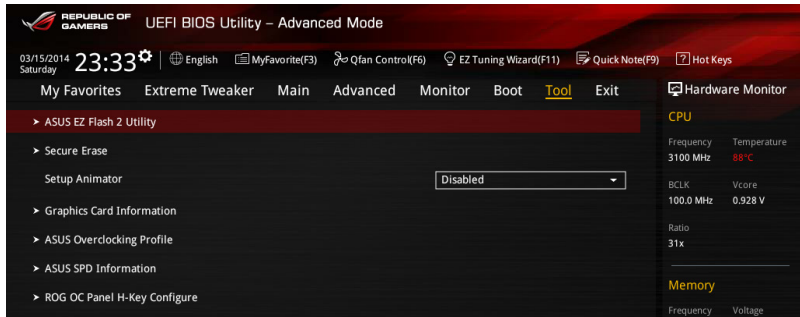 REPUBLIC OF
GAMERS
UEFI BIOS Utility – Advanced Mode
03/15/2014
Saturday
23:33
English
MyFavorite(F3)
Qfan Control(F6)
EZ Tuning Wizard(F11)
Quick Note(F9)
? Hot Keys
My Favorites Extreme Tweaker Main Advanced Monitor Boot Tool Exit
Hardware Monitor
➤ ASUS EZ Flash 2 Utility
➤ Secure Erase
Setup Animator Disabled
➤ Graphics Card Information
➤ ASUS Overclocking Profile
➤ ASUS SPD Information
➤ ROG OC Panel H-Key Configure
CPU
Frequency Temperature
3100 MHz 88°C
BCLK Vcore
100.0 MHz 0.928 V
Ratio
31x
Memory
Frequency Voltage